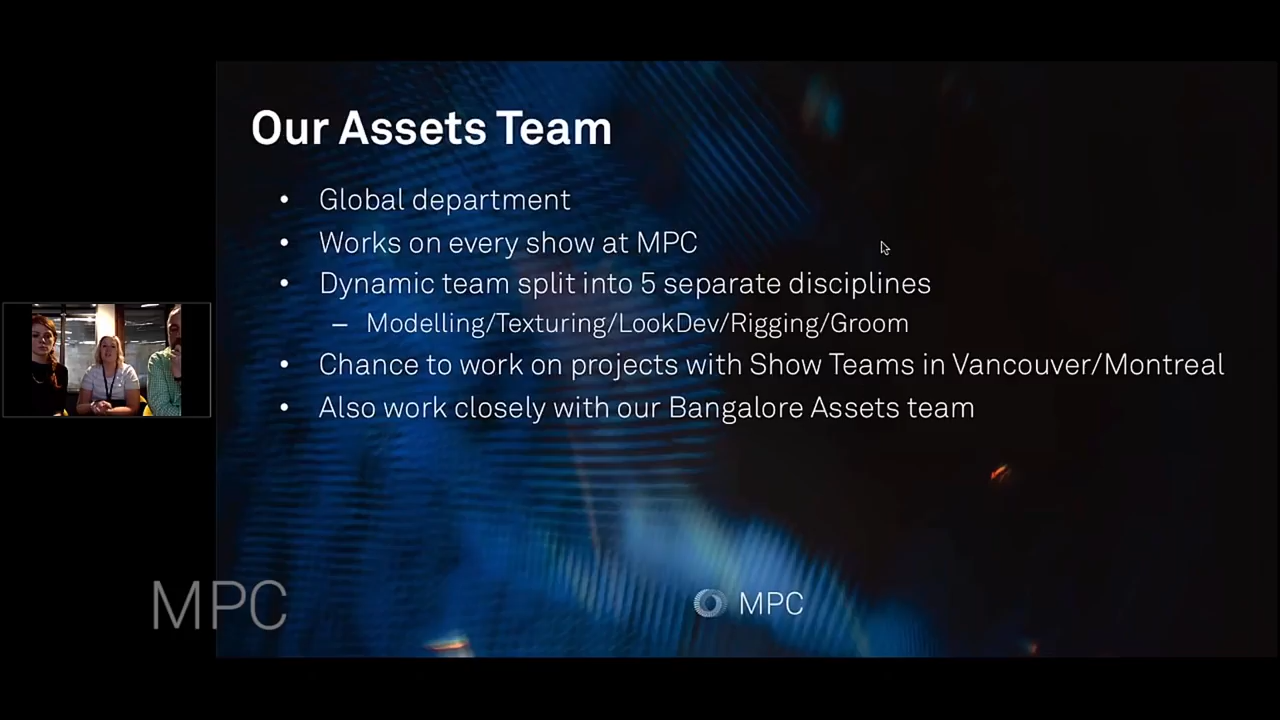 Our Assets Team
• Global department
• Works on every show at MPC
• Dynamic team split into 5 separate disciplines
– Modelling/Texturing/LookDev/Rigging/Groom
• Chance to work on projects with Show Teams in Vancouver/Montreal
• Also work closely with our Bangalore Assets team
MPC
MPC